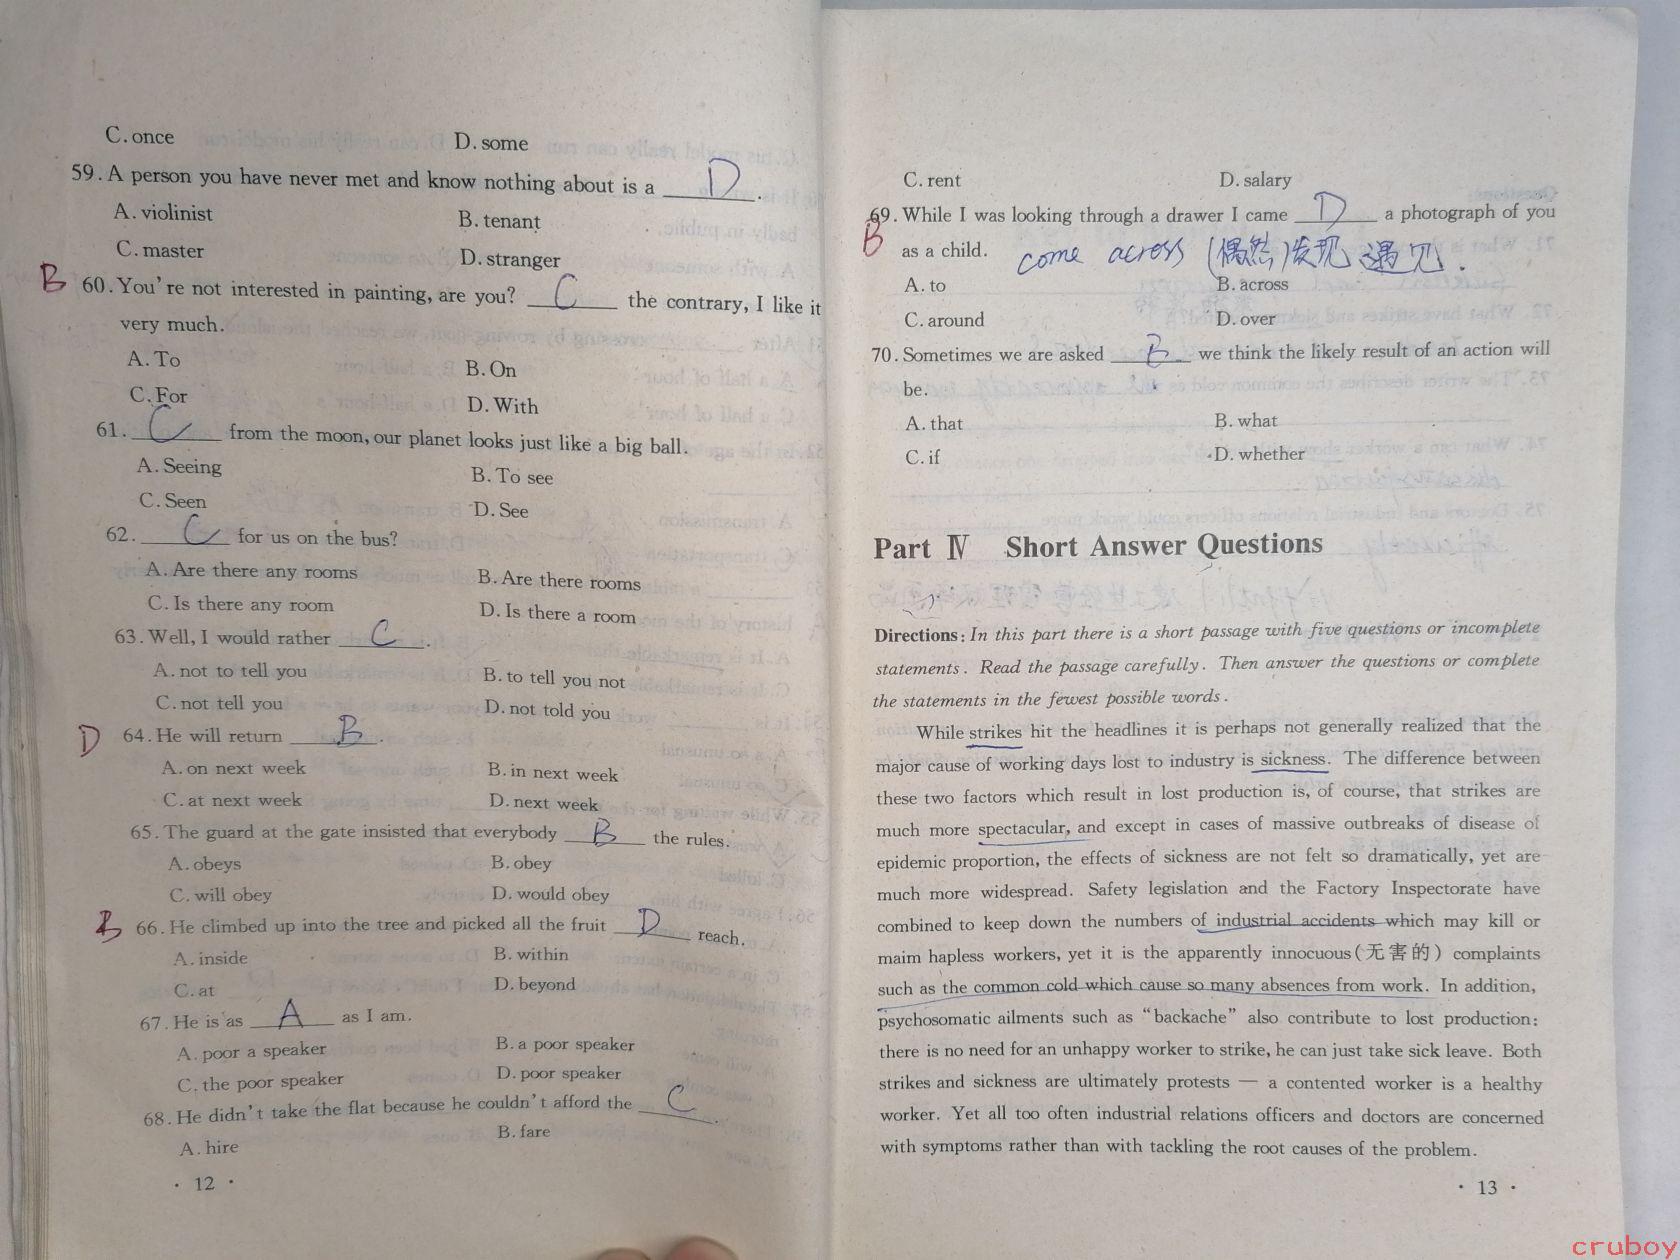 C. once D. some
59. A person you have never met and know nothing about is a D .
A. violinist B. tenant
C. master D. stranger
B 60. You're not interested in painting, are you? C the contrary, I like it
very much.
A. To B. On
C. For D. With
61. C from the moon, our planet looks just like a big ball.
A. Seeing B. To see
C. Seen D. See
62. C for us on the bus?
A. Are there any rooms B. Are there rooms
C. Is there any room D. Is there a room
63. Well, I would rather C .
A. not to tell you B. to tell you not
C. not tell you D. not told you
D 64. He will return B .
A. on next week B. in next week
C. at next week D. next week
65. The guard at the gate insisted that everybody B the rules.
A. obeys B. obey
C. will obey D. would obey
B 66. He climbed up into the tree and picked all the fruit D reach.
A. inside B. within
C. at D. beyond
67. He is as A as I am.
A. poor a speaker B. a poor speaker
C. the poor speaker D. poor speaker
68. He didn't take the flat because he couldn't afford the C .
A. hire B. fare
· 12 ·
C. rent D. salary
69. While I was looking through a drawer I came D a photograph of you
B as a child. come across (偶然)发现 遇见.
A. to B. across
C. around D. over
70. Sometimes we are asked B we think the likely result of an action will
be.
A. that B. what
C. if D. whether
Part Ⅳ Short Answer Questions
Directions: In this part there is a short passage with five questions or incomplete
statements. Read the passage carefully. Then answer the questions or complete
the statements in the fewest possible words.
While strikes hit the headlines it is perhaps not generally realized that the
major cause of working days lost to industry is sickness. The difference between
these two factors which result in lost production is, of course, that strikes are
much more spectacular, and except in cases of massive outbreaks of disease of
epidemic proportion, the effects of sickness are not felt so dramatically, yet are
much more widespread. Safety legislation and the Factory Inspectorate have
combined to keep down the numbers of industrial accidents which may kill or
maim hapless workers, yet it is the apparently innocuous(无害的) complaints
such as the common cold which cause so many absences from work. In addition,
psychosomatic ailments such as "backache" also contribute to lost production:
there is no need for an unhappy worker to strike, he can just take sick leave. Both
strikes and sickness are ultimately protests — a contented worker is a healthy
worker. Yet all too often industrial relations officers and doctors are concerned
with symptoms rather than with tackling the root causes of the problem.
· 13 ·
cruboy